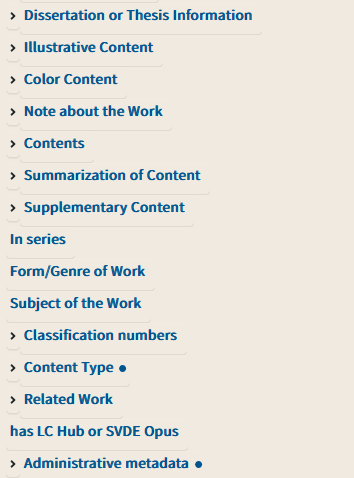 Dissertation or Thesis Information
Illustrative Content
Color Content
Note about the Work
Contents
Summarization of Content
Supplementary Content
In series
Form/Genre of Work
Subject of the Work
Classification numbers
Content Type
Related Work
has LC Hub or SVDE Opus
Administrative metadata